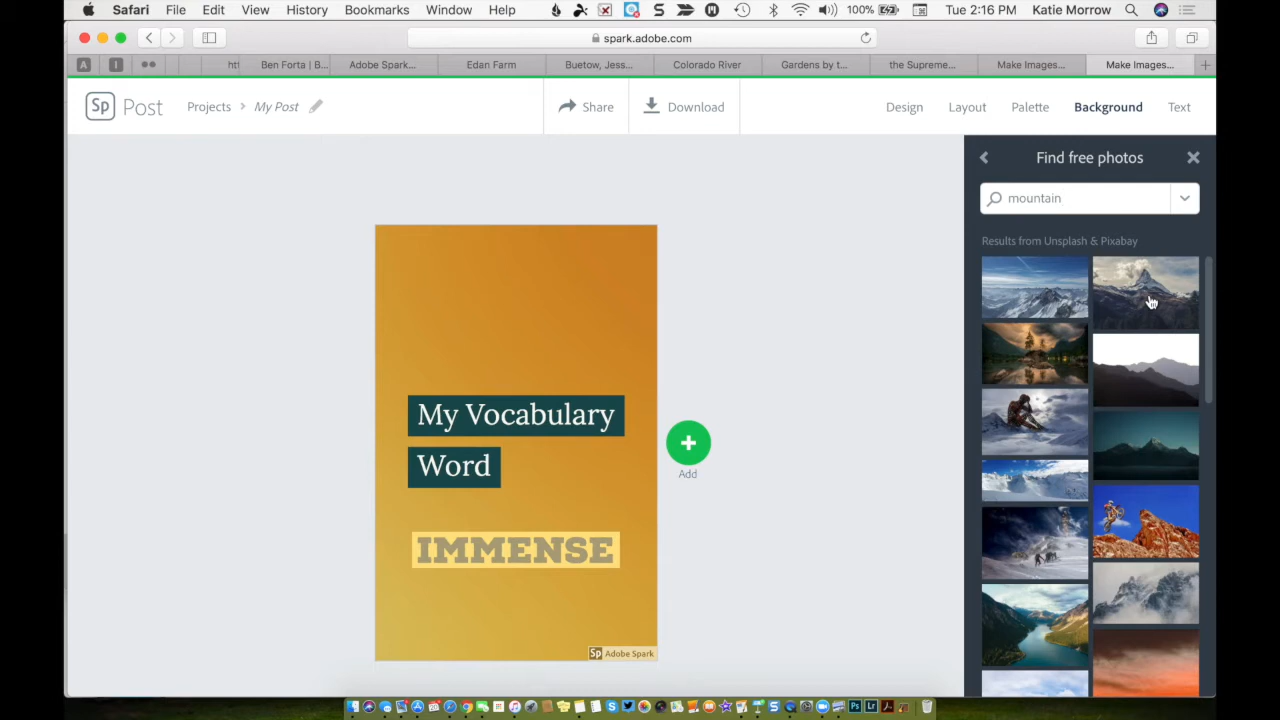 Safari File Edit View History Bookmarks Window Help 100% Tue 2:16 PM Katie Morrow
spark.adobe.com
A I Ben Forta | B... Adobe Spark... Edan Farm Buetow, Jess... Colorado River Gardens by t... the Supreme... Make Images... Make Images...
Sp Post Projects > My Post Share Download Design Layout Palette Background Text
Find free photos
mountain
Results from Unsplash & Pixabay
My Vocabulary
Word
Add
IMMENSE
Sp Adobe Spark